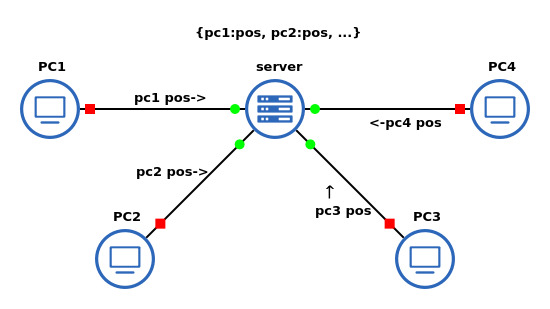 {pc1:pos, pc2:pos, ...}
PC1
server
PC4
pc1 pos->
<-pc4 pos
pc2 pos->
↑
pc3 pos
PC2
PC3